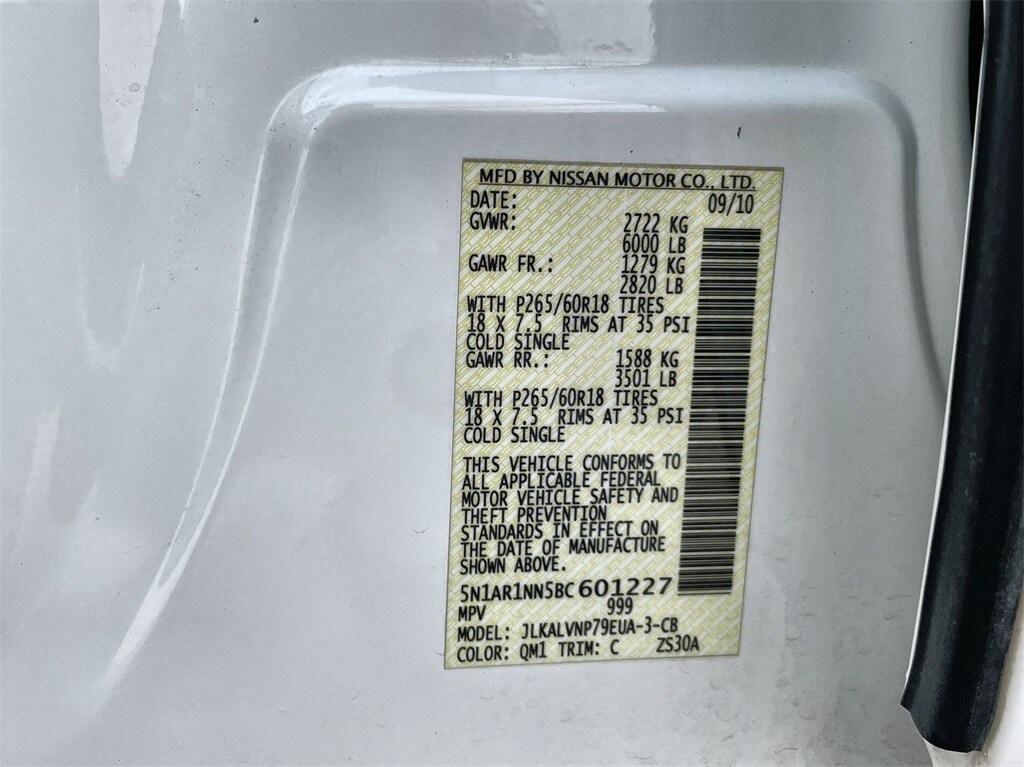 MFD BY NISSAN MOTOR CO., LTD.
DATE: 09/10
GVWR: 2722 KG
6000 LB
GAWR FR.: 1279 KG
2820 LB
WITH P265/60R18 TIRES
18 X 7.5 RIMS AT 35 PSI
COLD SINGLE
GAWR RR.: 1588 KG
3501 LB
WITH P265/60R18 TIRES
18 X 7.5 RIMS AT 35 PSI
COLD SINGLE
THIS VEHICLE CONFORMS TO
ALL APPLICABLE FEDERAL
MOTOR VEHICLE SAFETY AND
THEFT PREVENTION
STANDARDS IN EFFECT ON
THE DATE OF MANUFACTURE
SHOWN ABOVE.
5N1AR1NN5BC601227
MPV 999
MODEL: JLKALVNP79EUA-3-CB
COLOR: QM1 TRIM: C ZS30A